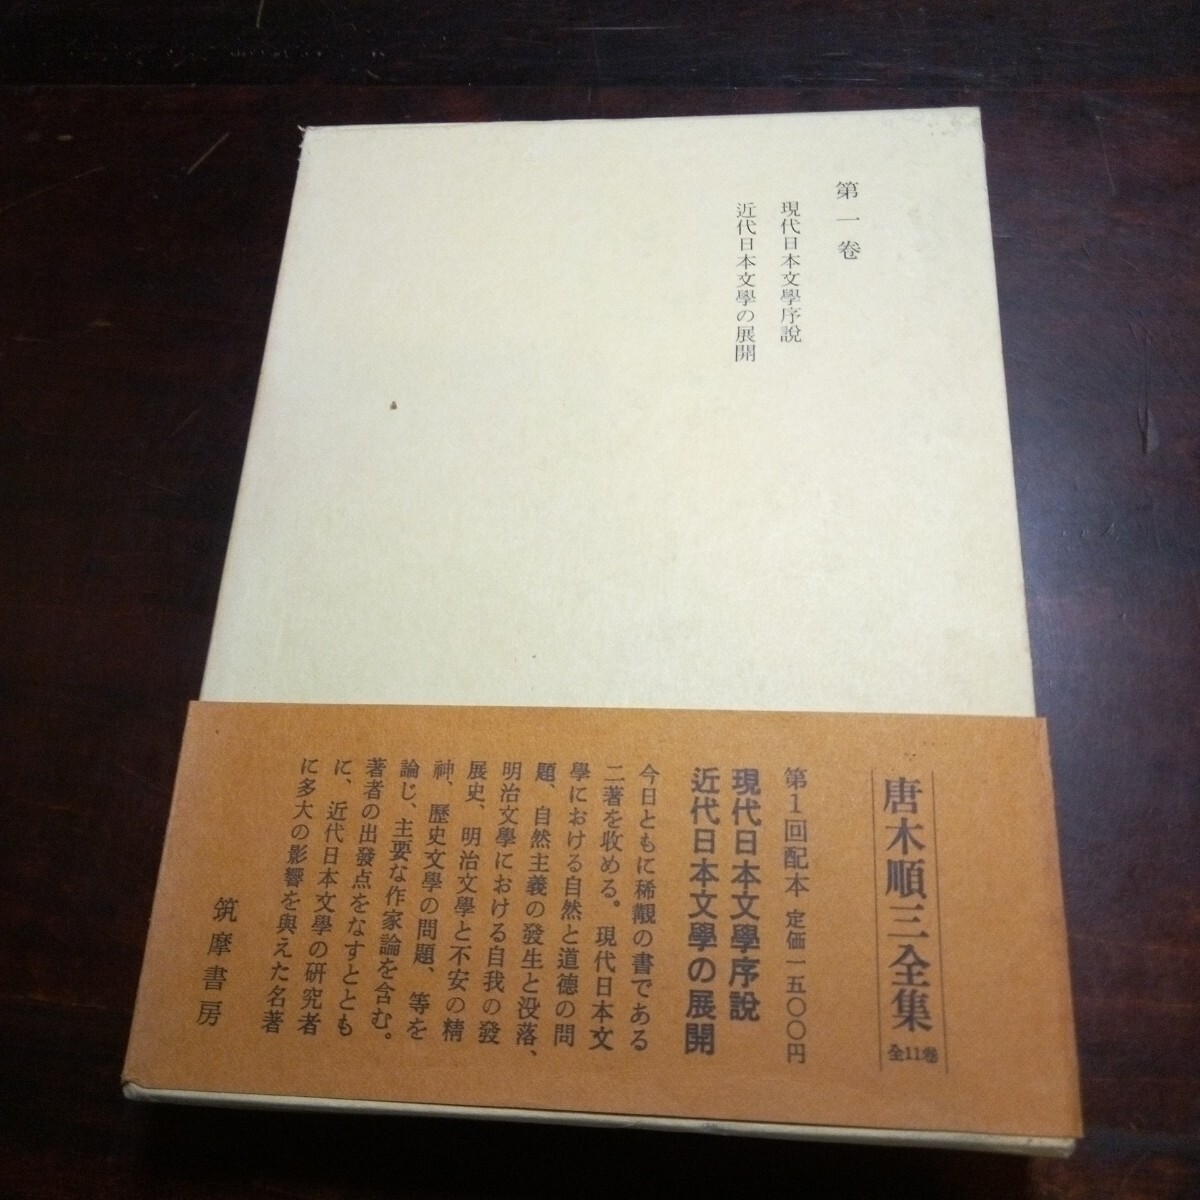 第一卷
現代日本文學序說
近代日本文學の展開
唐木順三全集
全11卷
第1回配本 定価一五〇〇円
現代日本文學序說
近代日本文學の展開
今日ともに稀覯の書である
二著を收める。現代日本文
學における自然と道德の問
題、自然主義の發生と没落、
明治文學における自我の發
展史、明治文學と不安の精
神、歷史文學の問題、等を
論じ、主要な作家論を含む。
著者の出發点をなすととも
に、近代日本文學の研究者
に多大の影響を與えた名著
筑摩書房